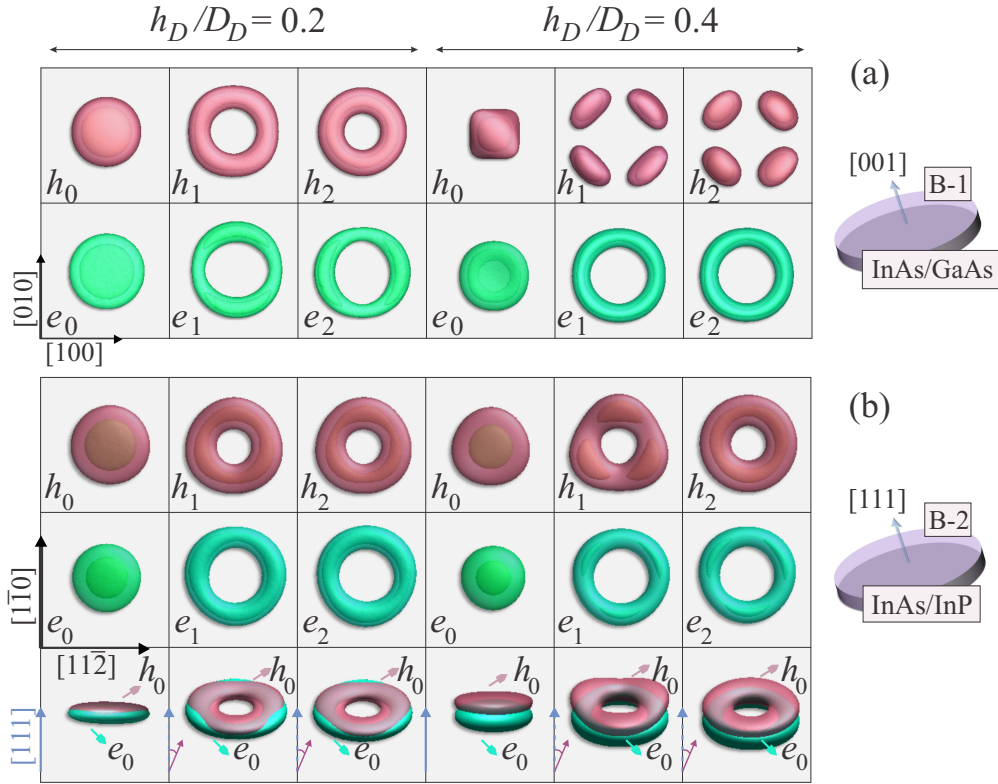 h_D/D_D = 0.2 h_D/D_D = 0.4
(a)
h_0 h_1 h_2 h_0 h_1 h_2
[001]
B-1
InAs/GaAs
[010]
e_0 e_1 e_2 e_0 e_1 e_2
[100]
(b)
h_0 h_1 h_2 h_0 h_1 h_2
[111]
B-2
InAs/InP
[11̅0]
e_0 e_1 e_2 e_0 e_1 e_2
[112̅]
h_0 h_0 h_0 h_0 h_0 h_0
[111]
e_0 e_0 e_0 e_0 e_0 e_0